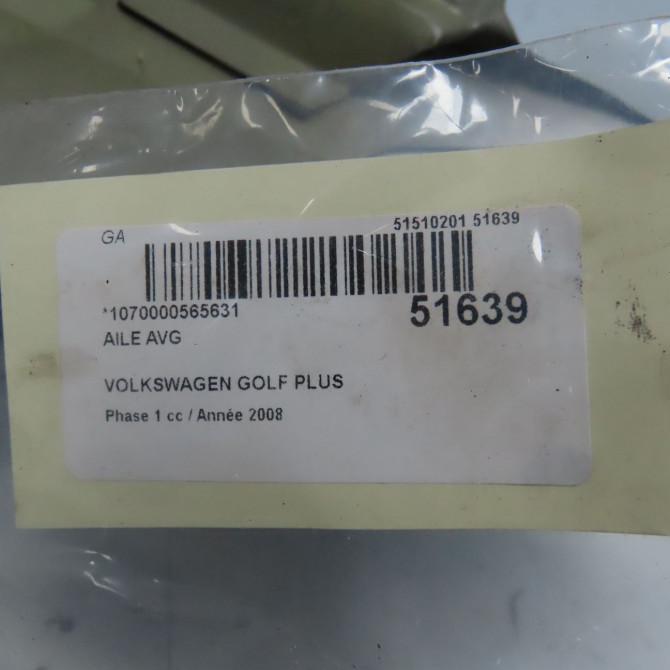 GA
51510201 51639
*1070000565631
51639
AILE AVG
VOLKSWAGEN GOLF PLUS
Phase 1 cc / Année 2008